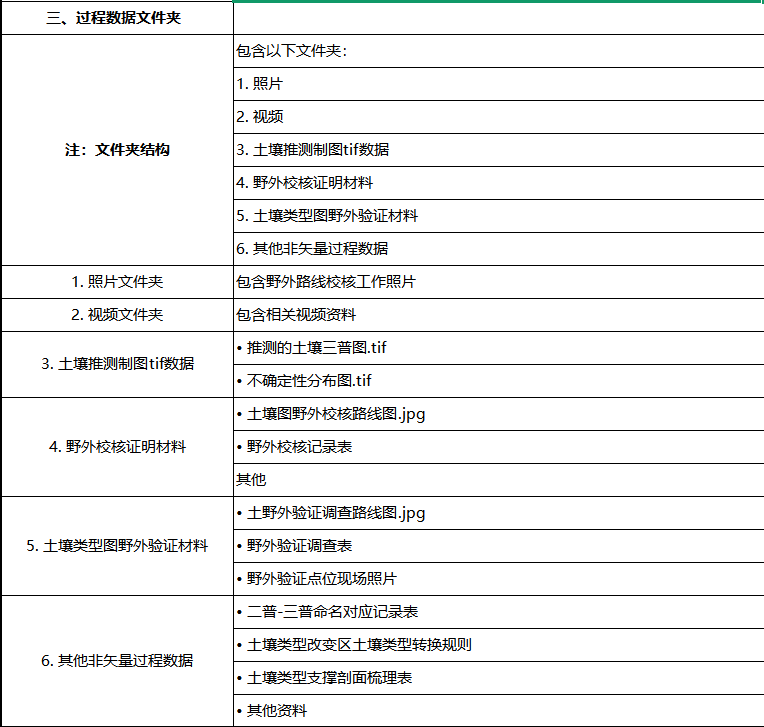 三、过程数据文件夹
注：文件夹结构
包含以下文件夹：
1. 照片
2. 视频
3. 土壤推测制图tif数据
4. 野外校核证明材料
5. 土壤类型图野外验证材料
6. 其他非矢量过程数据
1. 照片文件夹
包含野外路线校核工作照片
2. 视频文件夹
包含相关视频资料
3. 土壤推测制图tif数据
• 推测的土壤三普图.tif
• 不确定性分布图.tif
4. 野外校核证明材料
• 土壤图野外校核路线图.jpg
• 野外校核记录表
其他
5. 土壤类型图野外验证材料
• 土野外验证调查路线图.jpg
• 野外验证调查表
• 野外验证点位现场照片
6. 其他非矢量过程数据
• 二普-三普命名对应记录表
• 土壤类型改变区土壤类型转换规则
• 土壤类型支撑剖面梳理表
• 其他资料